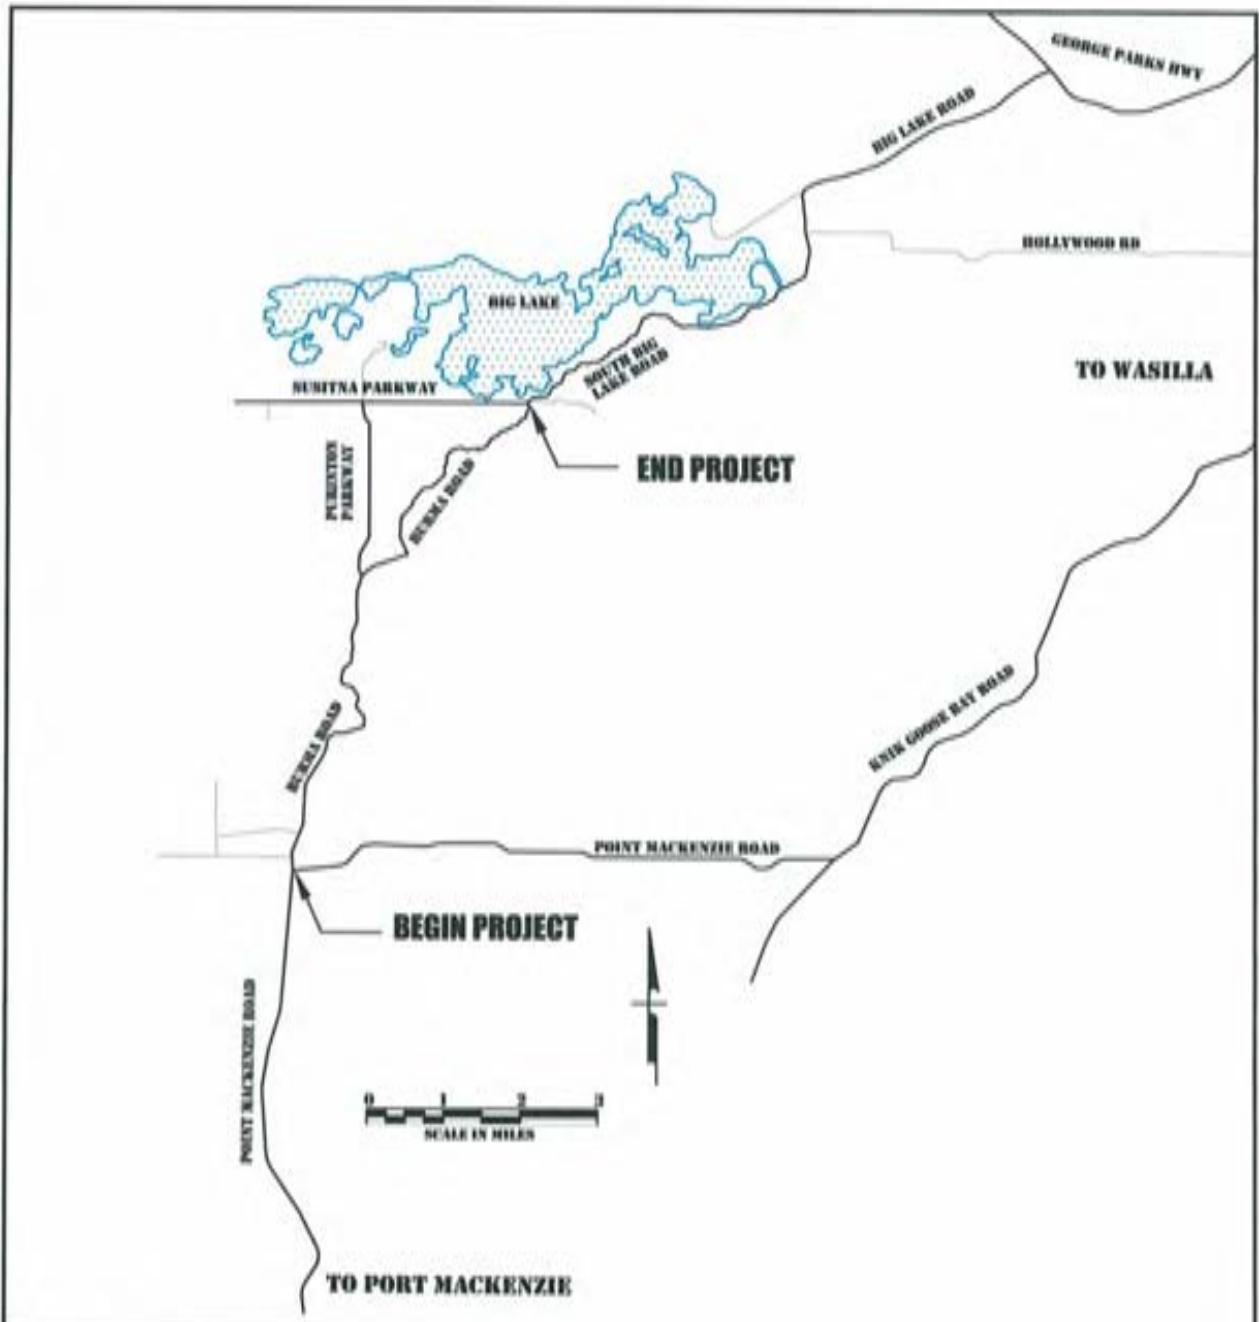 GEORGE PARKS HWY
BIG LAKE ROAD
HOLLYWOOD RD
BIG LAKE
SOUTH BIG
LAKE ROAD
TO WASILLA
SUSITNA PARKWAY
END PROJECT
PURINTON
PARKWAY
BURMA ROAD
KNIK GOOSE BAY ROAD
BURMA ROAD
POINT MACKENZIE ROAD
BEGIN PROJECT
POINT MACKENZIE ROAD
0 1 2 3
SCALE IN MILES
TO PORT MACKENZIE